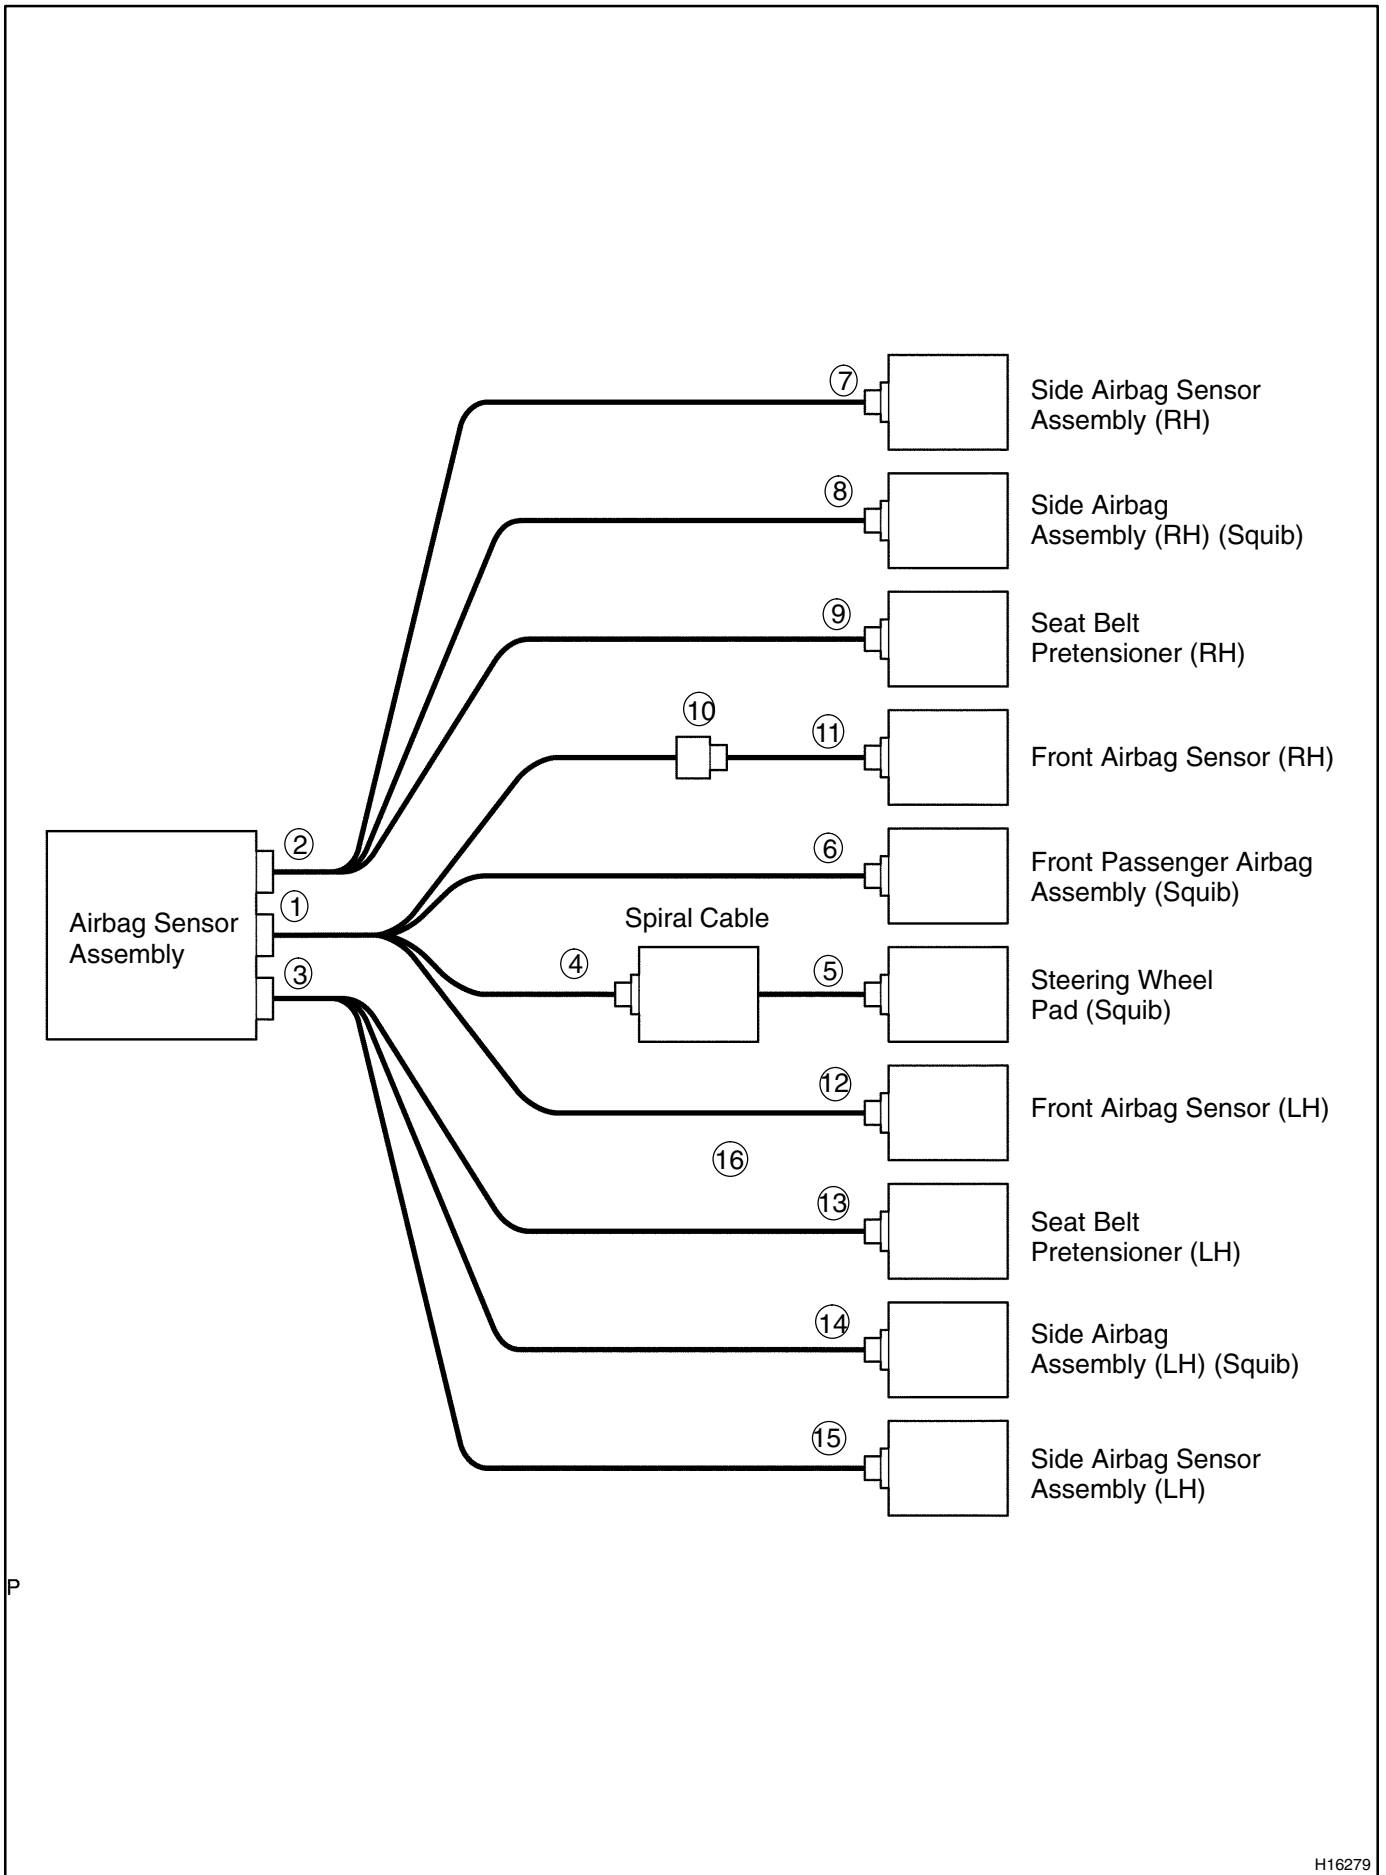 7
Side Airbag Sensor
Assembly (RH)
8
Side Airbag
Assembly (RH) (Squib)
9
Seat Belt
Pretensioner (RH)
10
11
Front Airbag Sensor (RH)
2
6
Front Passenger Airbag
Assembly (Squib)
1
Airbag Sensor
Assembly
Spiral Cable
3
4
5
Steering Wheel
Pad (Squib)
12
Front Airbag Sensor (LH)
16
13
Seat Belt
Pretensioner (LH)
14
Side Airbag
Assembly (LH) (Squib)
15
Side Airbag Sensor
Assembly (LH)
P
H16279